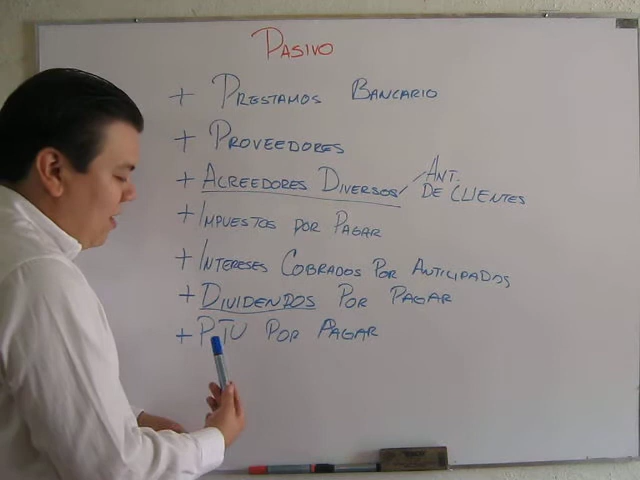 PASIVO
+ PRESTAMOS BANCARIO
+ PROVEEDORES
+ ACREEDORES DIVERSOS / ANT. DE CLIENTES
+ IMPUESTOS POR PAGAR
+ INTERESES COBRADOS POR ANTICIPADOS
+ DIVIDENDOS POR PAGAR
+ PTU POR PAGAR